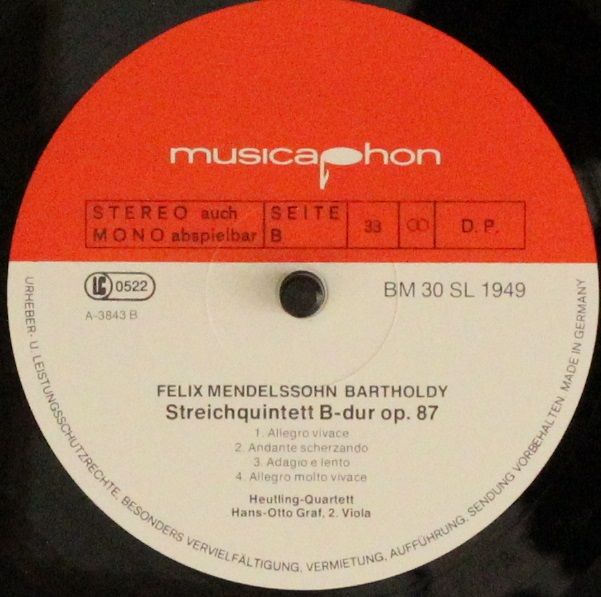 musicaphon
STEREO auch
MONO abspielbar
SEITE
B
33
∞
D. P.
LC 0522
BM 30 SL 1949
A-3843 B
FELIX MENDELSSOHN BARTHOLDY
Streichquintett B-dur op. 87
1. Allegro vivace
2. Andante scherzando
3. Adagio e lento
4. Allegro molto vivace
Heutling-Quartett
Hans-Otto Graf, 2. Viola
URHEBER- U. LEISTUNGSSCHUTZRECHTE, BESONDERS VERVIELFÄLTIGUNG, VERMIETUNG, AUFFÜHRUNG, SENDUNG VORBEHALTEN. MADE IN GERMANY